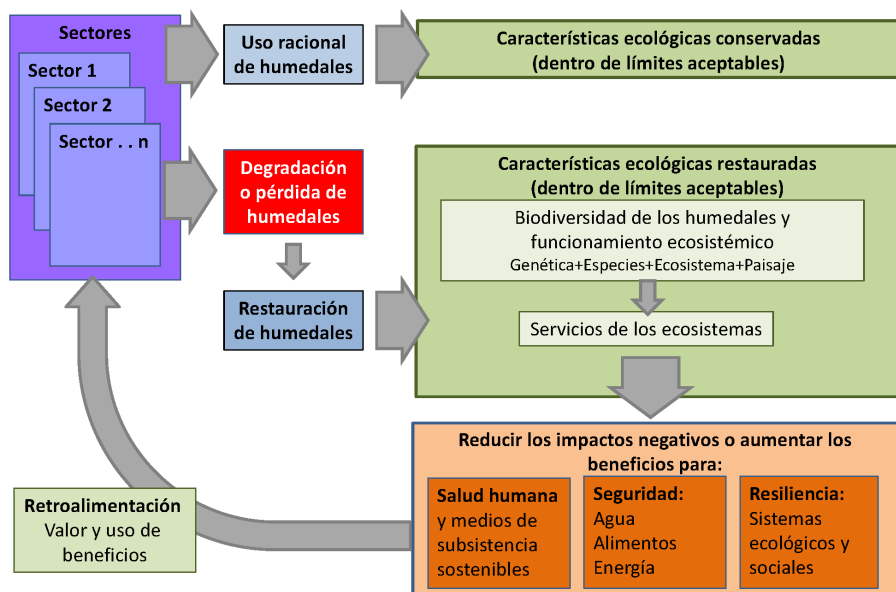 Sectores
Sector 1
Sector 2
Sector . . n
Uso racional
de humedales
Características ecológicas conservadas
(dentro de límites aceptables)
Degradación
o pérdida de
humedales
Restauración
de humedales
Características ecológicas restauradas
(dentro de límites aceptables)
Biodiversidad de los humedales y
funcionamiento ecosistémico
Genética+Especies+Ecosistema+Paisaje
Servicios de los ecosistemas
Reducir los impactos negativos o aumentar los
beneficios para:
Salud humana
y medios de
subsistencia
sostenibles
Seguridad:
Agua
Alimentos
Energía
Resiliencia:
Sistemas
ecológicos y
sociales
Retroalimentación
Valor y uso de
beneficios